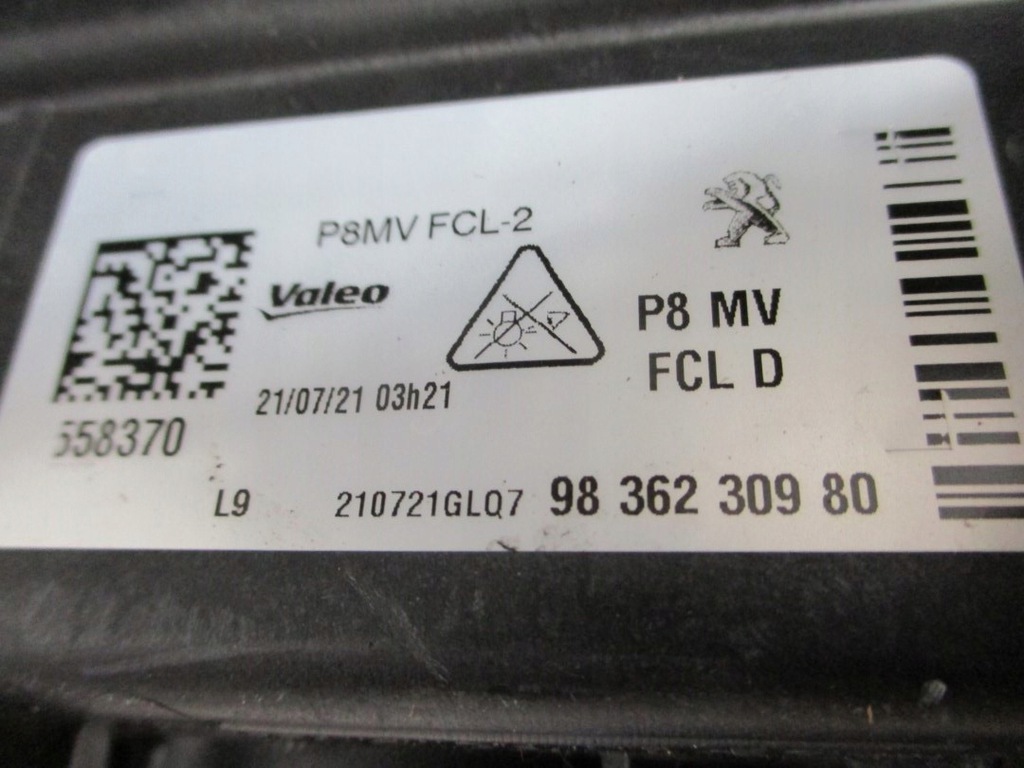 P8MV FCL-2
Valeo
P8 MV
FCL D
21/07/21 03h21
558370
L9 210721GLQ7 98 362 309 80